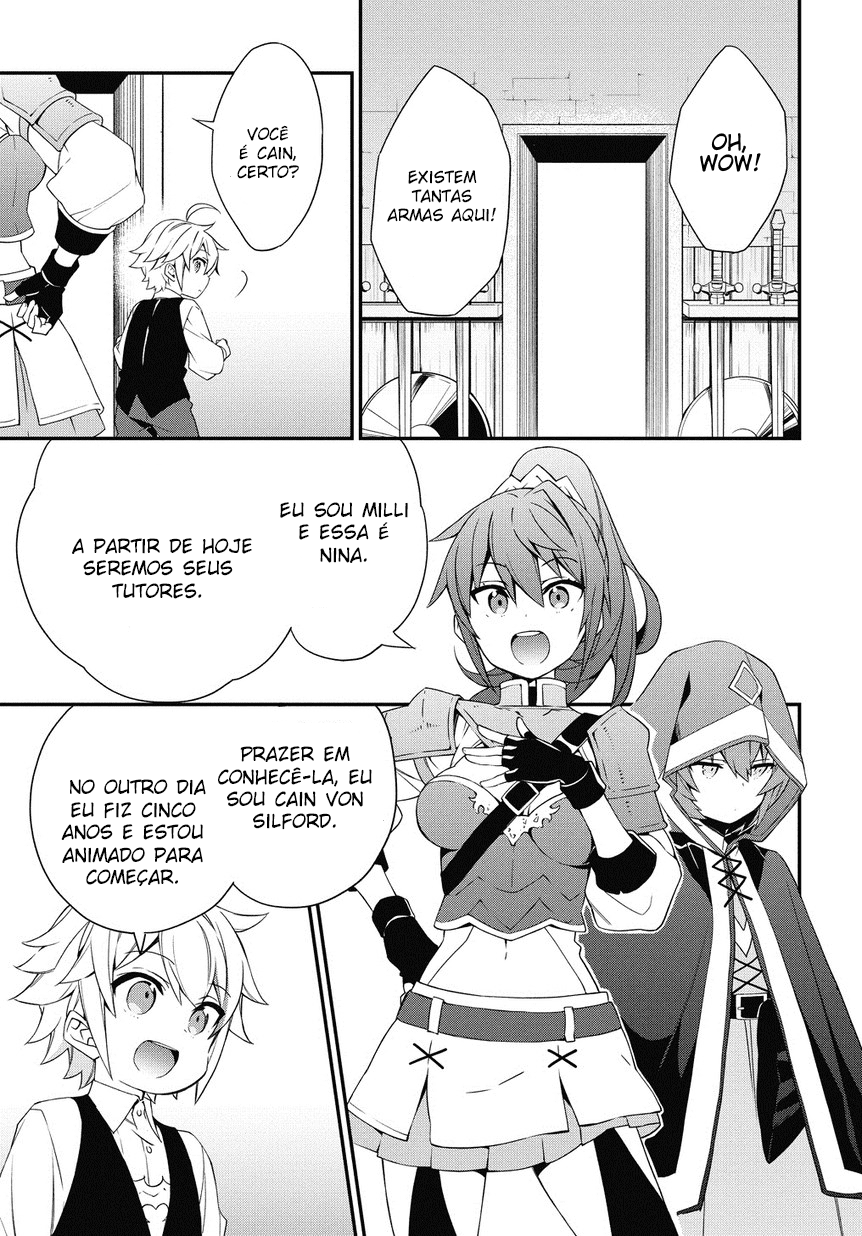 OH,
WOW!
EXISTEM
TANTAS
ARMAS AQUI!
VOCÊ
É CAIN,
CERTO?
EU SOU MILLI
E ESSA É
NINA.
A PARTIR DE HOJE
SEREMOS SEUS
TUTORES.
PRAZER EM
CONHECÊ-LA, EU
SOU CAIN VON
SILFORD.
NO OUTRO DIA
EU FIZ CINCO
ANOS E ESTOU
ANIMADO PARA
COMEÇAR.